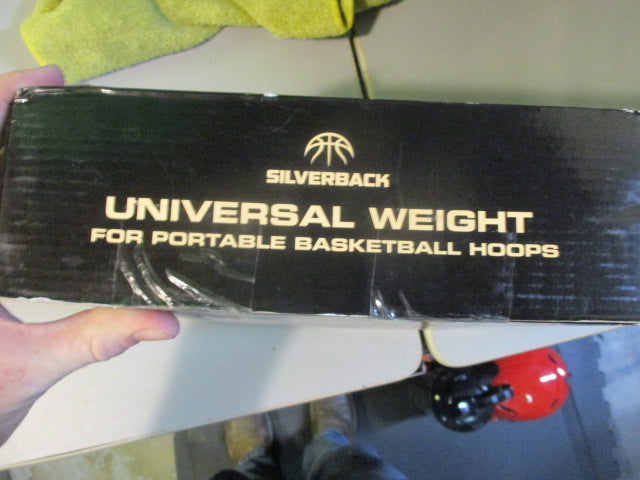 SILVERBACK
UNIVERSAL WEIGHT
FOR PORTABLE BASKETBALL HOOPS